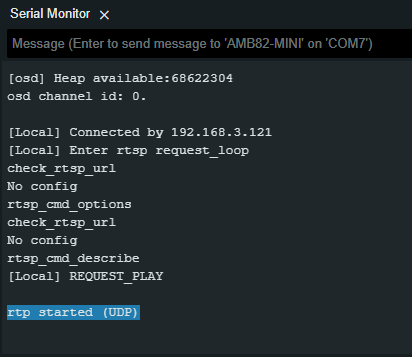 Serial Monitor ×
Message (Enter to send message to 'AMB82-MINI' on 'COM7')
[osd] Heap available:68622304
osd channel id: 0.
[Local] Connected by 192.168.3.121
[Local] Enter rtsp request_loop
check_rtsp_url
No config
rtsp_cmd_options
check_rtsp_url
No config
rtsp_cmd_describe
[Local] REQUEST_PLAY
rtp started (UDP)